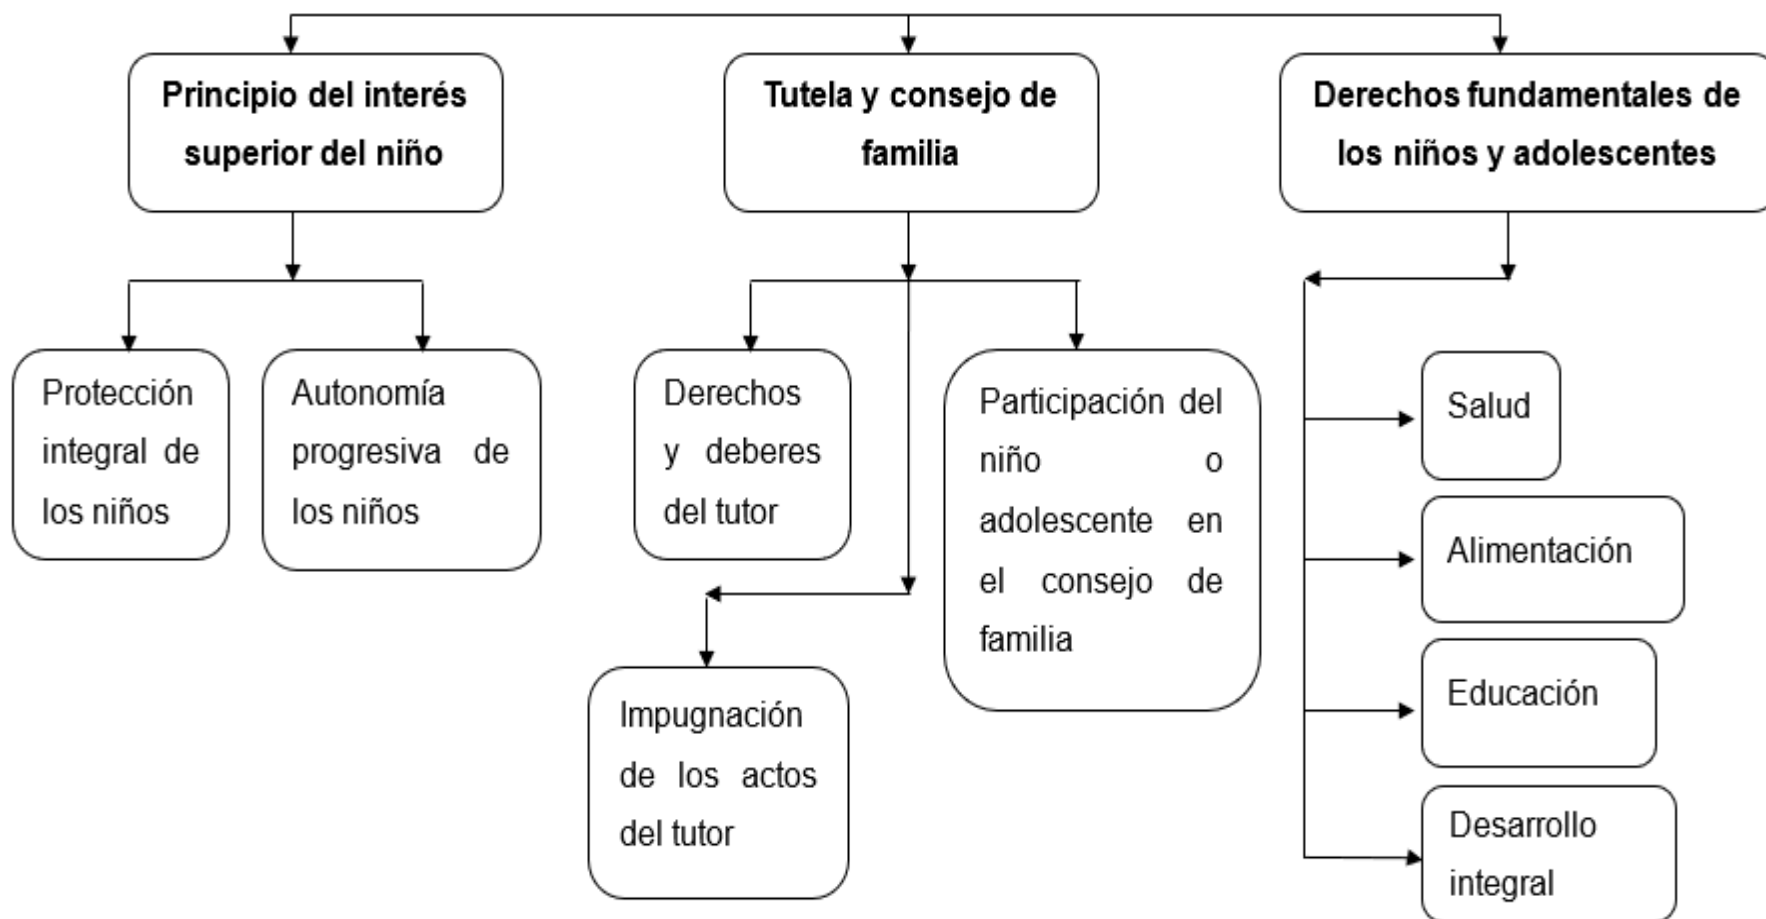 Principio del interés
superior del niño
Tutela y consejo de
familia
Derechos fundamentales de
los niños y adolescentes
Protección
integral de
los niños
Autonomía
progresiva de
los niños
Derechos
y deberes
del tutor
Impugnación
de los actos
del tutor
Participación del
niño o
adolescente en
el consejo de
familia
Salud
Alimentación
Educación
Desarrollo
integral